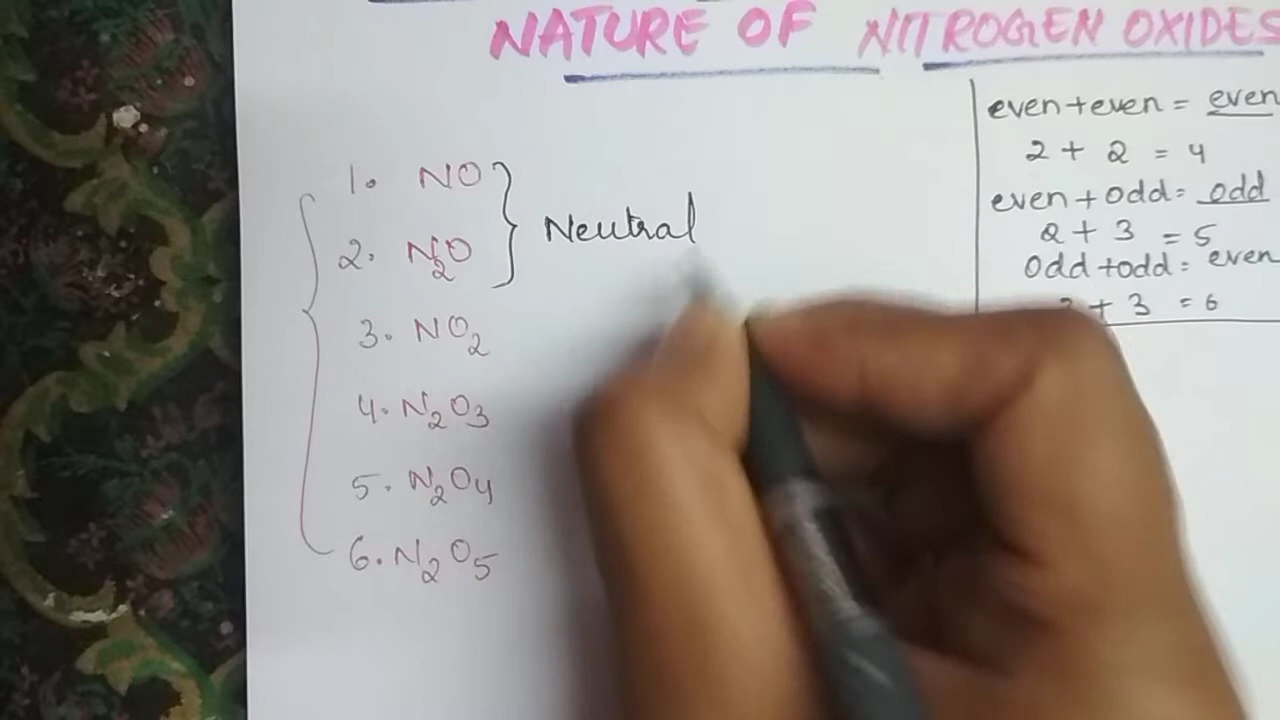 NATURE OF NITROGEN OXIDES
1. NO
2. N2O
Neutral
3. NO2
4. N2O3
5. N2O4
6. N2O5
even+even = even
2 + 2 = 4
even + odd = odd
2 + 3 = 5
odd +odd = even
+ 3 = 6